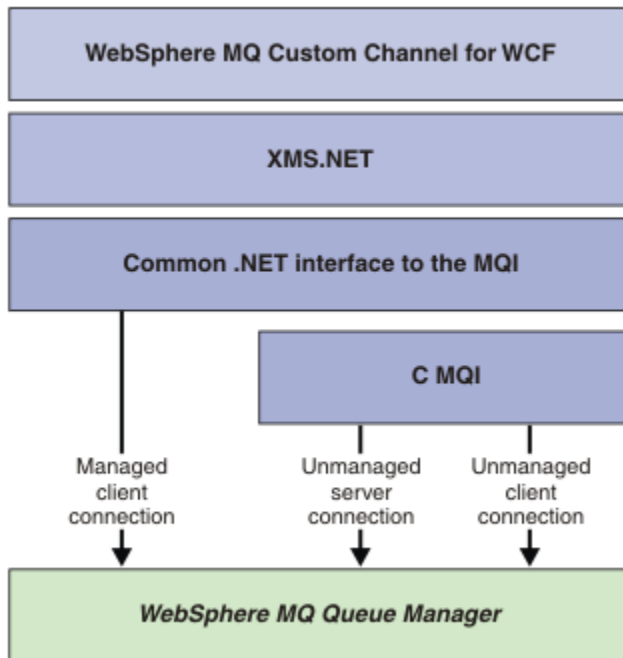 WebSphere MQ Custom Channel for WCF
XMS.NET
Common .NET interface to the MQI
C MQI
Managed
client
connection
Unmanaged
server
connection
Unmanaged
client
connection
WebSphere MQ Queue Manager